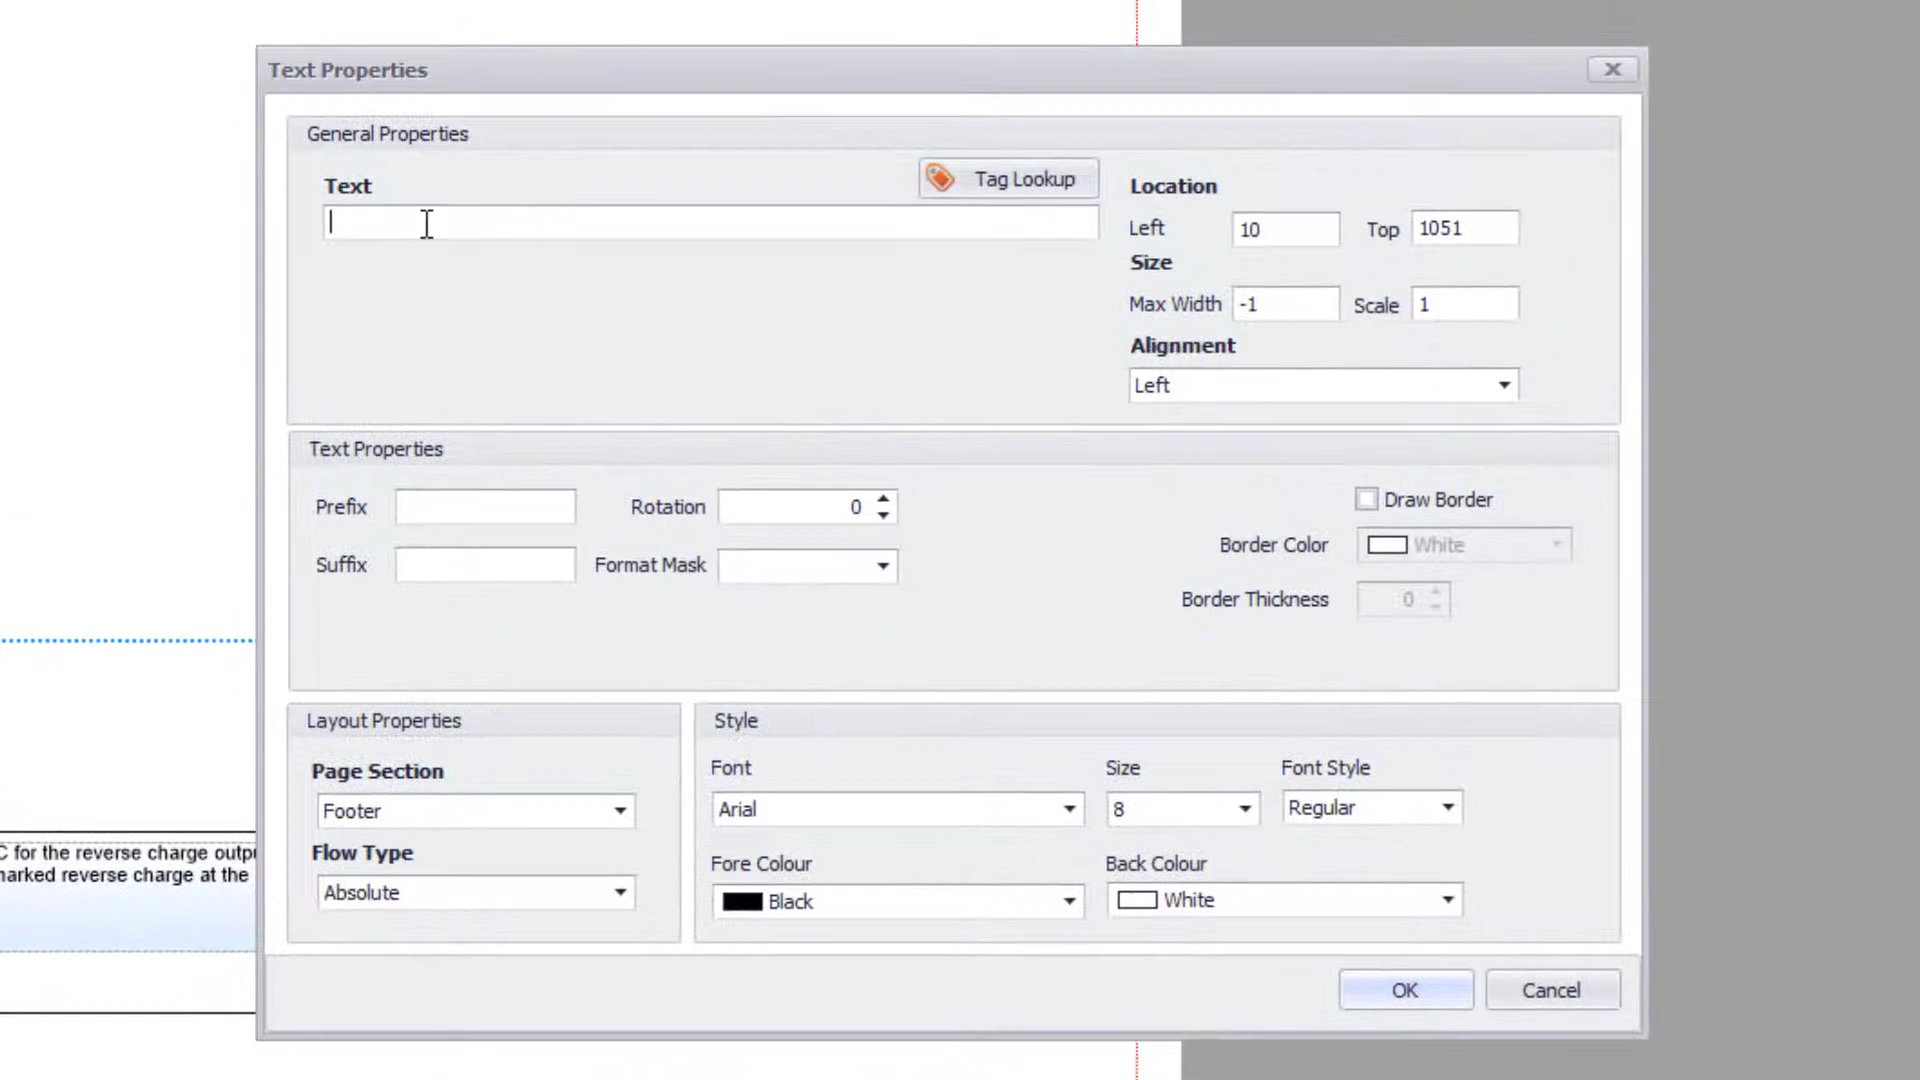 Text Properties
General Properties
Text
Tag Lookup
Location
Left 10 Top 1051
Size
Max Width -1 Scale 1
Alignment
Left
Text Properties
Prefix Rotation 0
Draw Border
Border Color White
Suffix Format Mask
Border Thickness 0
Layout Properties
Page Section
Footer
Flow Type
Absolute
Style
Font Size Font Style
Arial 8 Regular
Fore Colour Back Colour
Black White
C for the reverse charge
reverse charge at the
OK Cancel